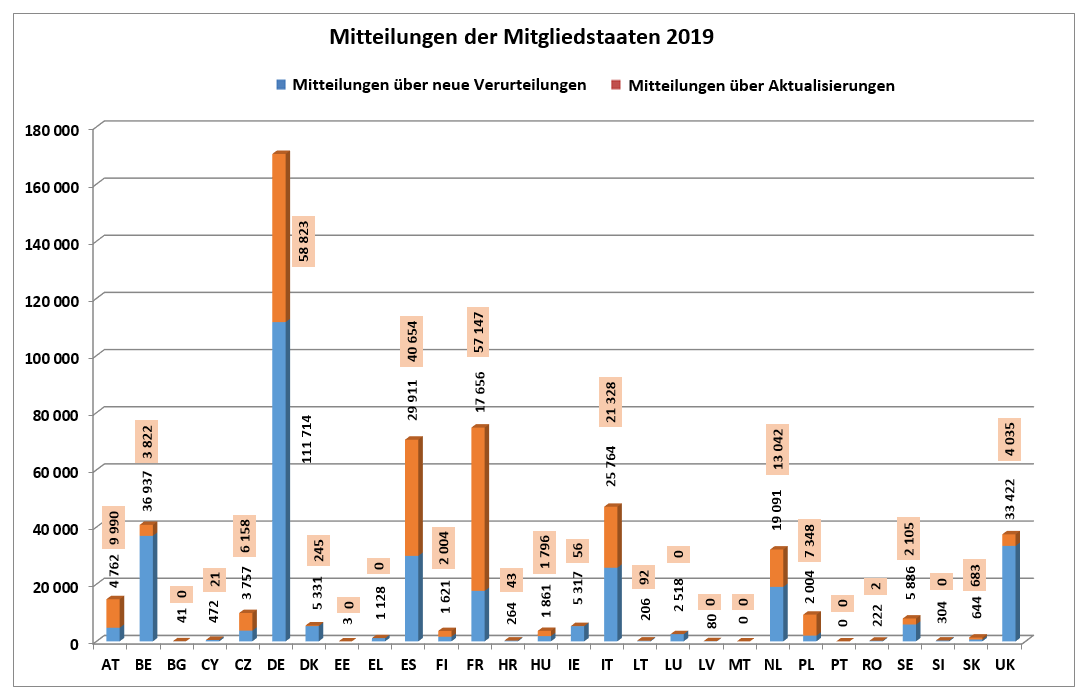 Mitteilungen der Mitgliedstaaten 2019
Mitteilungen über neue Verurteilungen Mitteilungen über Aktualisierungen
180 000
160 000
140 000
120 000
100 000
80 000
60 000
40 000
20 000
0
4 762 9 990
36 937 3 822
41 0
472 21
3 757 6 158
111 714 58 823
5 331 245
3 0
1 128 0
29 911 40 654
1 621 2 004
17 656 57 147
264 43
1 861 1 796
5 317 56
25 764 21 328
206 92
2 518 0
80 0
0 0
19 091 13 042
2 004 7 348
0 0
222 2
5 886 2 105
304 0
644 683
33 422 4 035
AT BE BG CY CZ DE DK EE EL ES FI FR HR HU IE IT LT LU LV MT NL PL PT RO SE SI SK UK